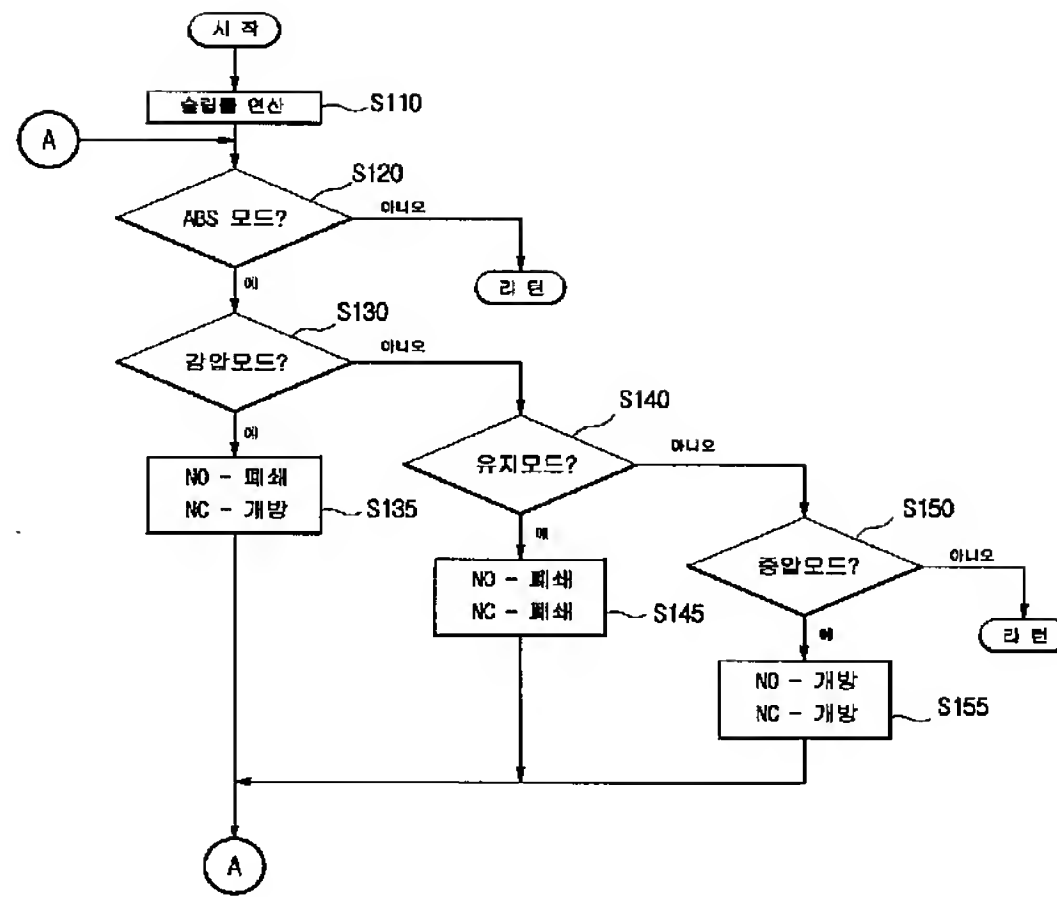 시 작
슬립률 연산
S110
A
S120
ABS 모드?
아니오
리 턴
예
S130
감압모드?
아니오
예
S140
유지모드?
아니오
NO - 폐쇄
NC - 개방
S135
예
S150
증압모드?
아니오
NO - 폐쇄
NC - 폐쇄
S145
예
리 턴
NO - 개방
NC - 개방
S155
A